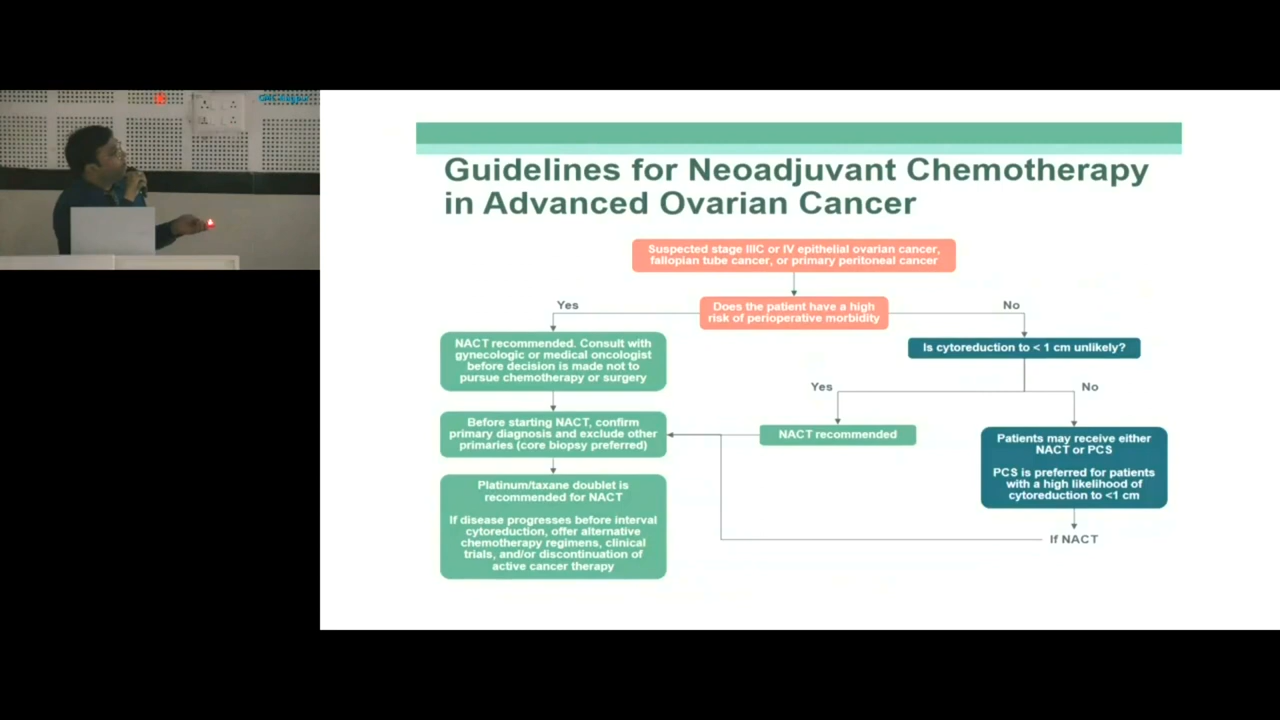 Guidelines for Neoadjuvant Chemotherapy
in Advanced Ovarian Cancer
Suspected stage IIIC or IV epithelial ovarian cancer,
fallopian tube cancer, or primary peritoneal cancer
Does the patient have a high
risk of perioperative morbidity
Yes
No
NACT recommended. Consult with
gynecologic or medical oncologist
before decision is made not to
pursue chemotherapy or surgery
Is cytoreduction to < 1 cm unlikely?
Yes
No
Before starting NACT, confirm
primary diagnosis and exclude other
primaries (core biopsy preferred)
NACT recommended
Patients may receive either
NACT or PCS
PCS is preferred for patients
with a high likelihood of
cytoreduction to <1 cm
Platinum/taxane doublet is
recommended for NACT
If disease progresses before interval
cytoreduction, offer alternative
chemotherapy regimens, clinical
trials, and/or discontinuation of
active cancer therapy
If NACT